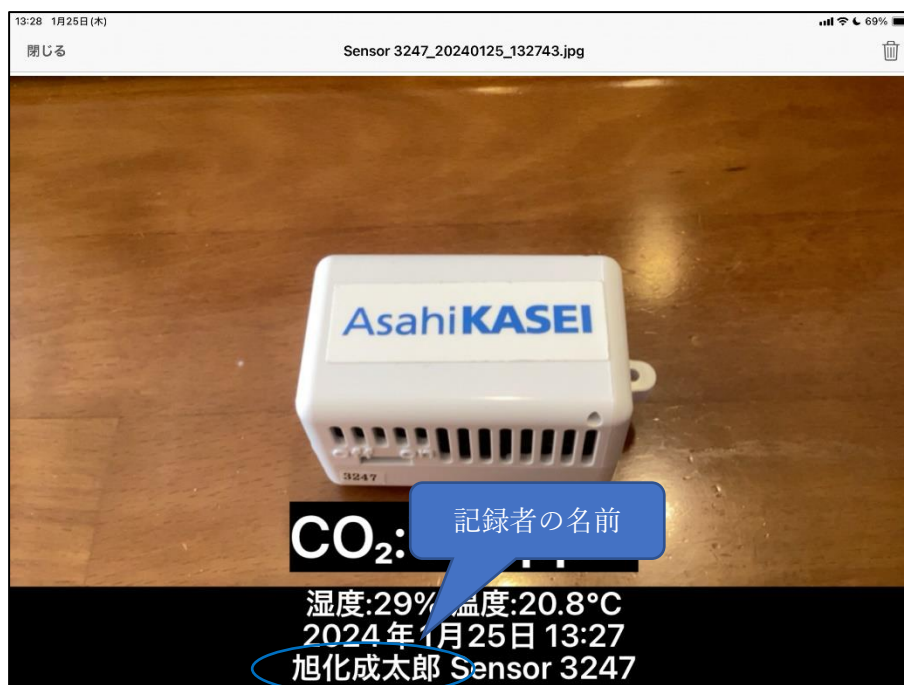 13:28 1月25日(木)
69%
閉じる
Sensor 3247_20240125_132743.jpg
AsahiKASEI
3247
記録者の名前
CO₂:
湿度:29% 温度:20.8°C
2024年1月25日 13:27
旭化成太郎 Sensor 3247